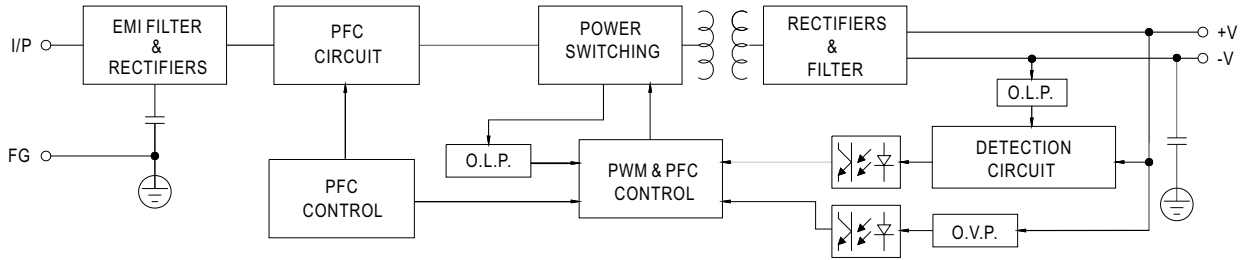 I/P
EMI FILTER
&
RECTIFIERS
PFC
CIRCUIT
POWER
SWITCHING
RECTIFIERS
&
FILTER
+V
-V
O.L.P.
FG
O.L.P.
DETECTION
CIRCUIT
PFC
CONTROL
PWM & PFC
CONTROL
O.V.P.